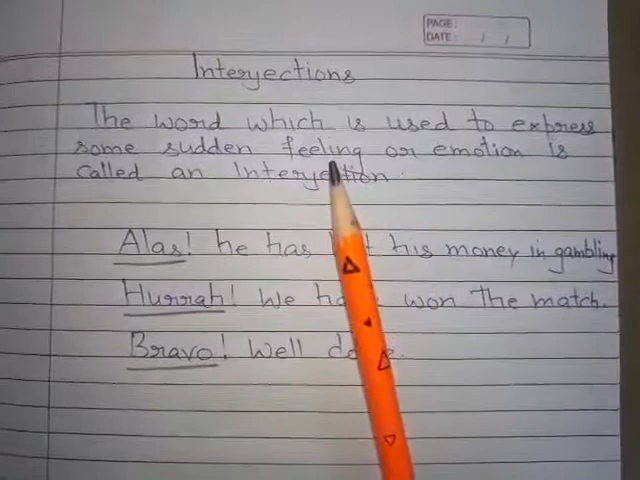 PAGE:
DATE: / /
Interjections
The word which is used to express
some sudden feeling or emotion is
called an Interjection.
Alas! he has his money in gambling
Hurrah! We won The match.
Bravo! Well